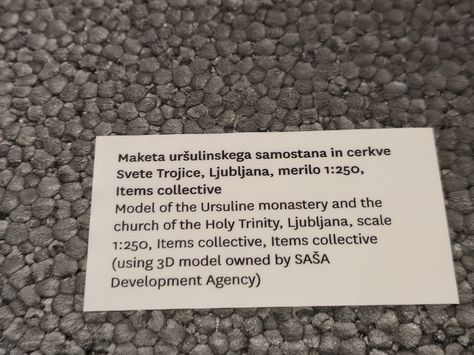 Maketa uršulinskega samostana in cerkve
Svete Trojice, Ljubljana, merilo 1:250,
Items collective
Model of the Ursuline monastery and the
church of the Holy Trinity, Ljubljana, scale
1:250, Items collective, Items collective
(using 3D model owned by SAŠA
Development Agency)